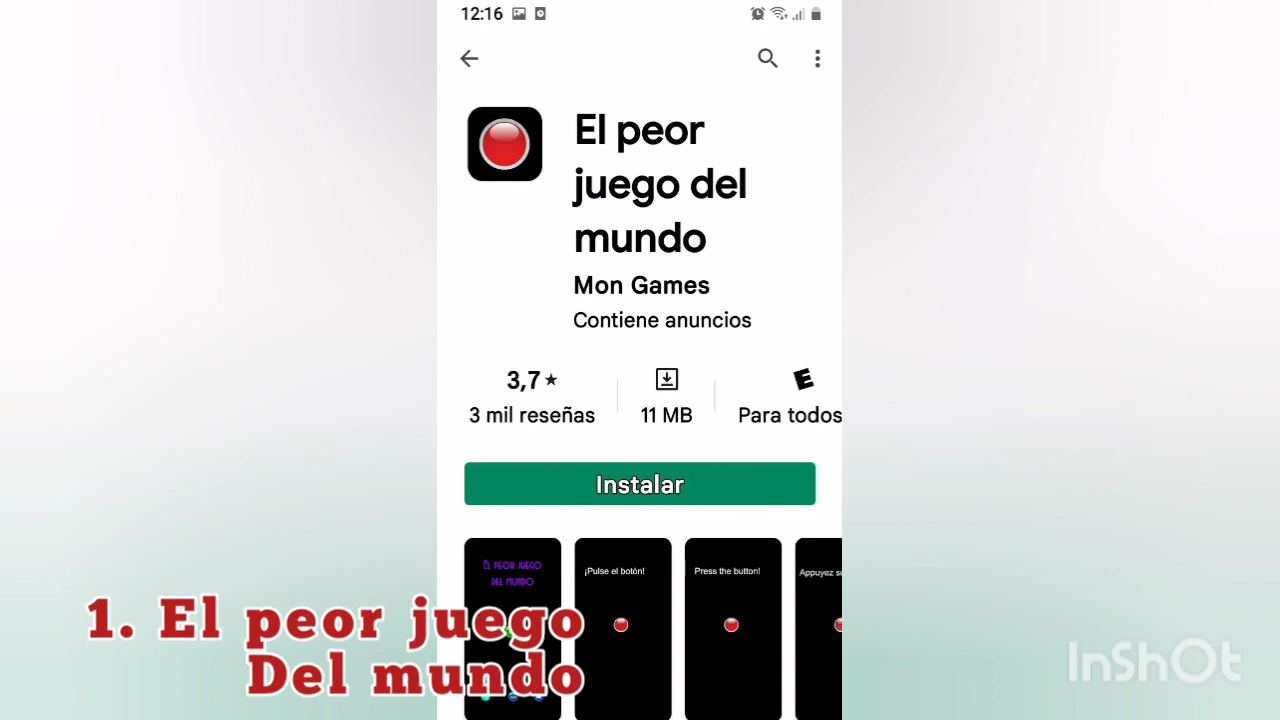 12:16
El peor
juego del
mundo
Mon Games
Contiene anuncios
3,7★
3 mil reseñas
11 MB
E
Para todos
Instalar
EL PEOR JUEGO
DEL MUNDO
¡Pulse el botón!
Press the button!
Appuyez su
1. El peor juego
Del mundo
InShOt